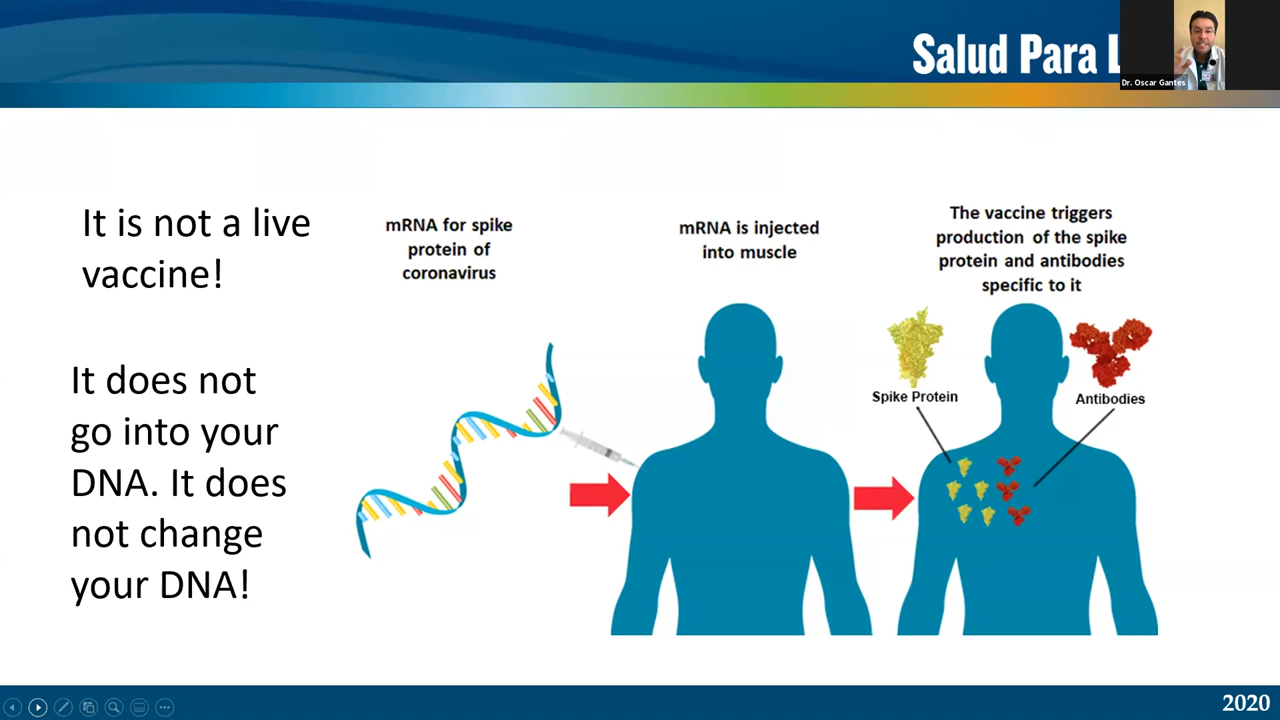 Salud Para L
Dr. Oscar Gantes
It is not a live
vaccine!
It does not
go into your
DNA. It does
not change
your DNA!
mRNA for spike
protein of
coronavirus
mRNA is injected
into muscle
The vaccine triggers
production of the spike
protein and antibodies
specific to it
Spike Protein
Antibodies
2020